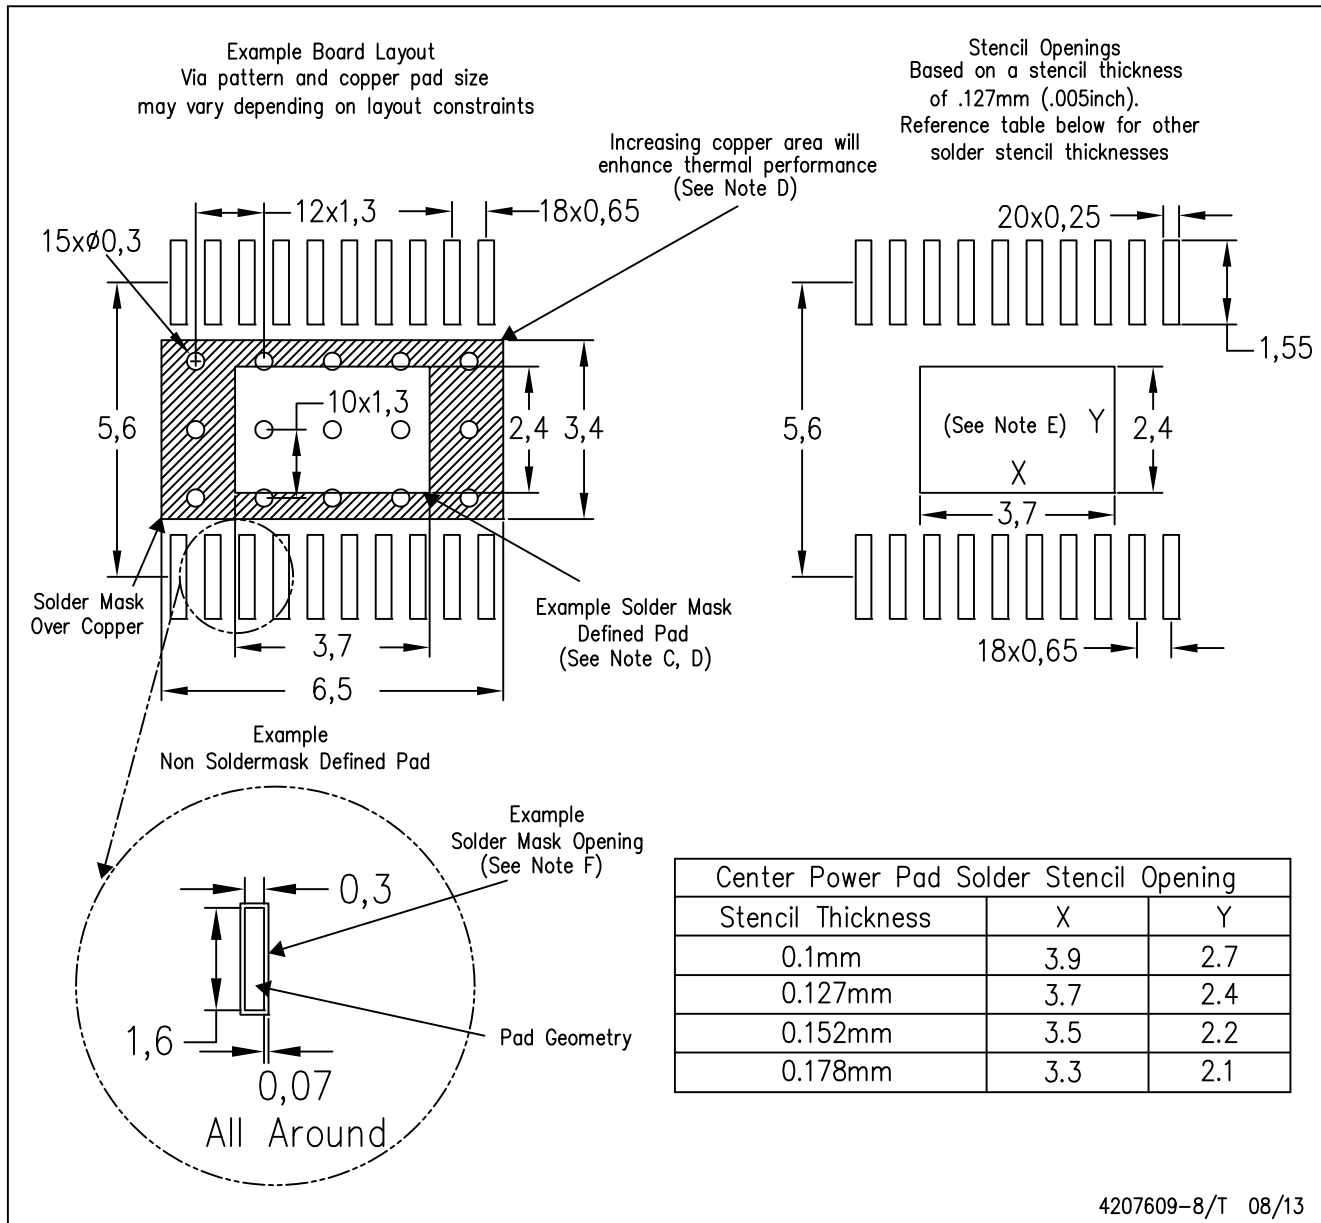 Example Board Layout
Via pattern and copper pad size
may vary depending on layout constraints
Stencil Openings
Based on a stencil thickness
of .127mm (.005inch).
Reference table below for other
solder stencil thicknesses
Increasing copper area will
enhance thermal performance
(See Note D)
12x1,3
18x0,65
15xø0,3
5,6
10x1,3
2,4
3,4
Solder Mask
Over Copper
3,7
6,5
Example Solder Mask
Defined Pad
(See Note C, D)
20x0,25
1,55
5,6
(See Note E)
Y
X
2,4
3,7
18x0,65
Example
Non Soldermask Defined Pad
Example
Solder Mask Opening
(See Note F)
0,3
1,6
Pad Geometry
0,07
All Around
Center Power Pad Solder Stencil Opening
Stencil Thickness X Y
0.1mm 3.9 2.7
0.127mm 3.7 2.4
0.152mm 3.5 2.2
0.178mm 3.3 2.1
4207609-8/T 08/13